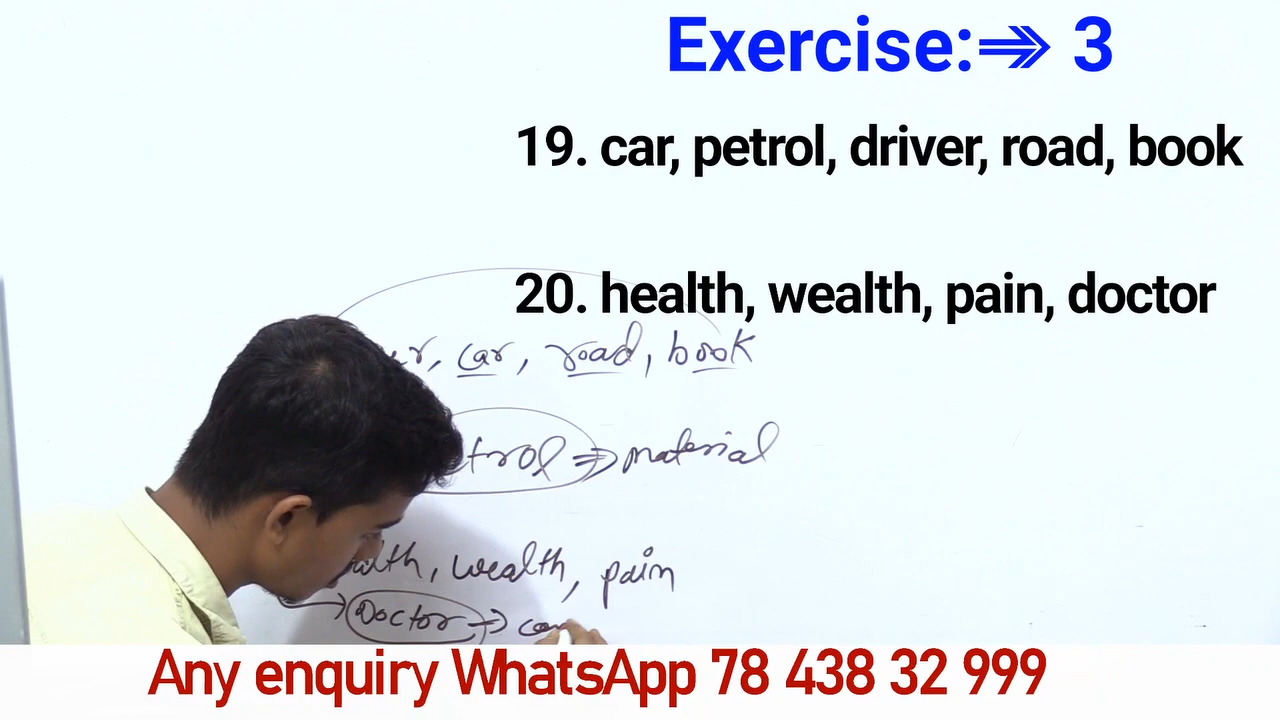 Exercise:⇛ 3
19. car, petrol, driver, road, book
20. health, wealth, pain, doctor
car, road, book
⇒ material
wealth, pain
→ Doctor →
Any enquiry WhatsApp 78 438 32 999